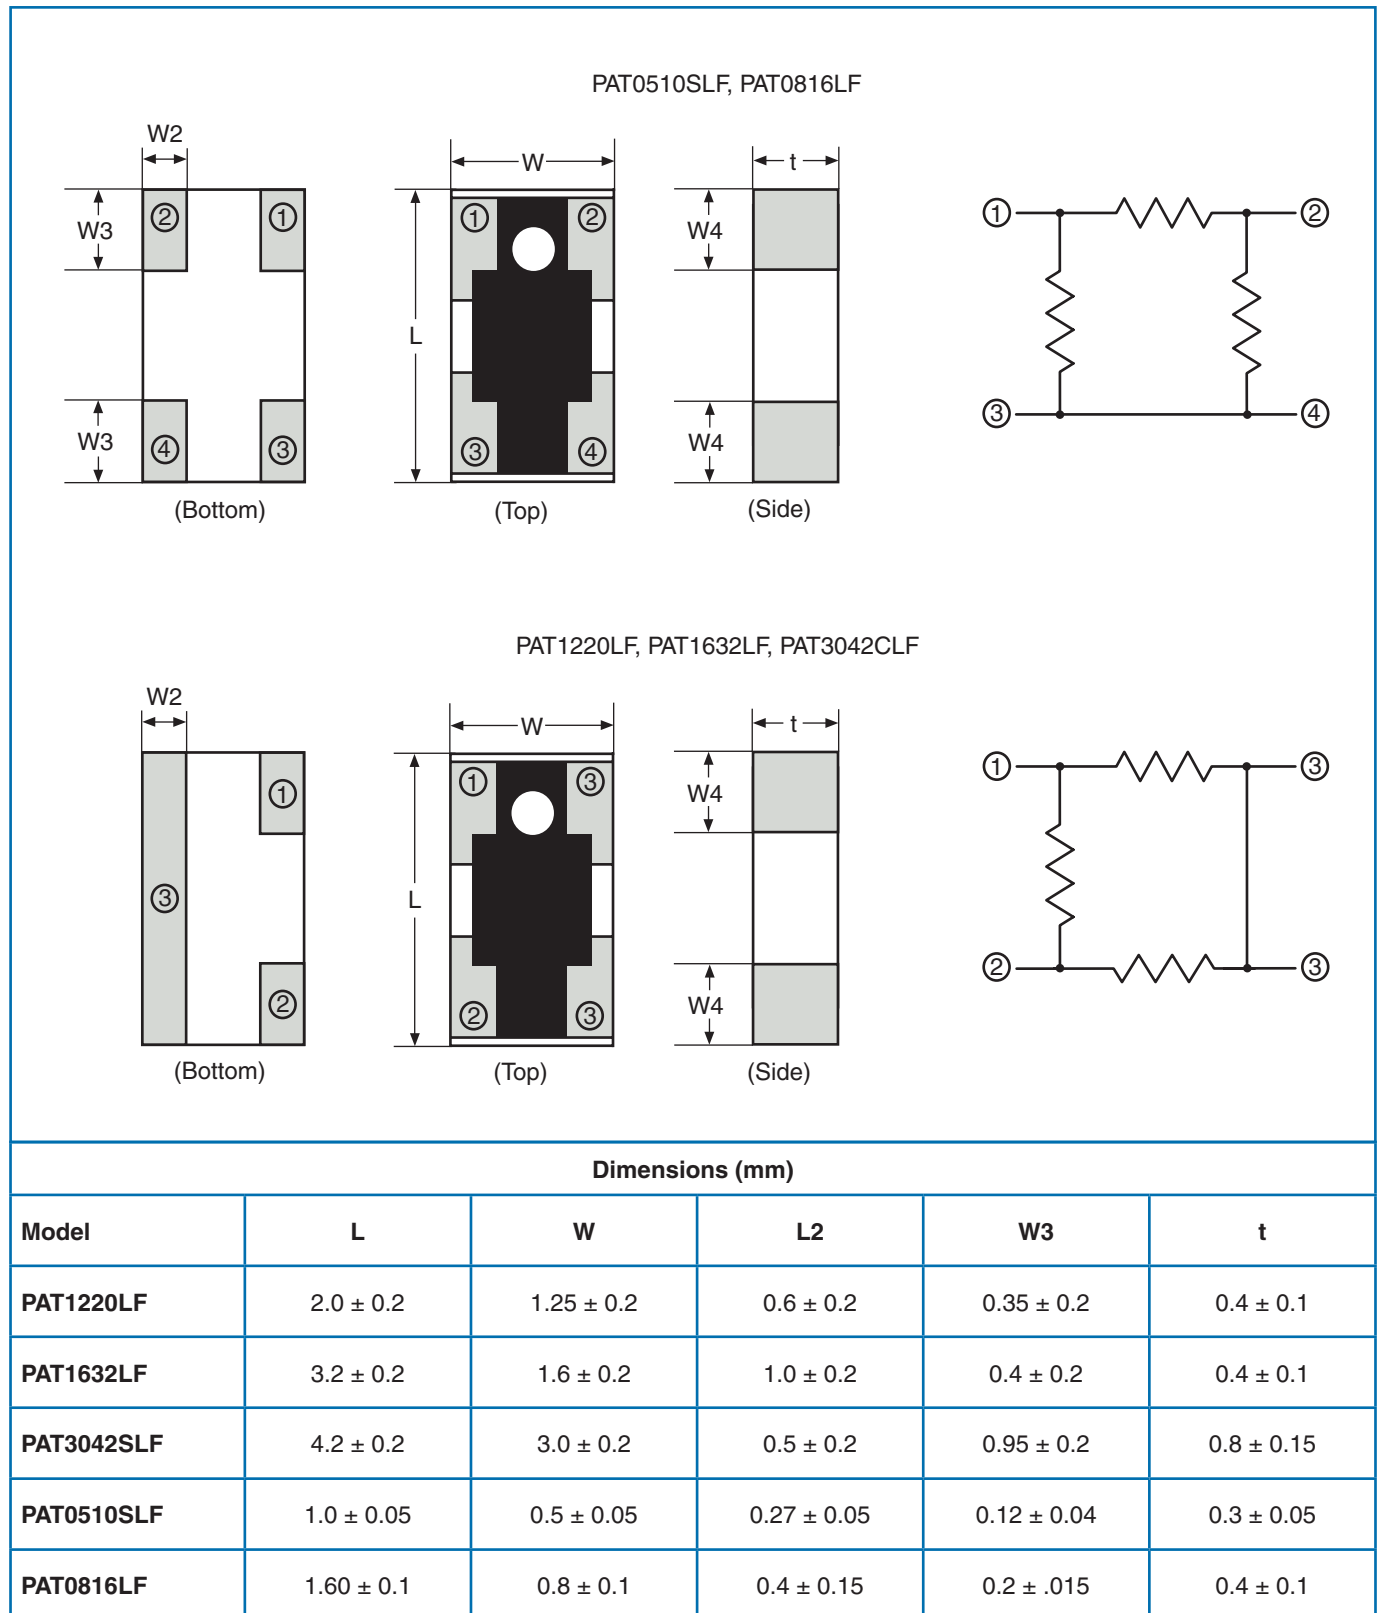 PAT0510SLF, PAT0816LF
W2
W
t
② ① ① ② ① ②
W3 W4
L
W3 W4
④ ③ ③ ④ ③ ④
(Bottom) (Top) (Side)
PAT1220LF, PAT1632LF, PAT3042CLF
W2
W
t
① ① ③ ① ③
W4
③ L
② ② ③ W4 ② ③
(Bottom) (Top) (Side)
Dimensions (mm)
Model L W L2 W3 t
PAT1220LF 2.0 ± 0.2 1.25 ± 0.2 0.6 ± 0.2 0.35 ± 0.2 0.4 ± 0.1
PAT1632LF 3.2 ± 0.2 1.6 ± 0.2 1.0 ± 0.2 0.4 ± 0.2 0.4 ± 0.1
PAT3042SLF 4.2 ± 0.2 3.0 ± 0.2 0.5 ± 0.2 0.95 ± 0.2 0.8 ± 0.15
PAT0510SLF 1.0 ± 0.05 0.5 ± 0.05 0.27 ± 0.05 0.12 ± 0.04 0.3 ± 0.05
PAT0816LF 1.60 ± 0.1 0.8 ± 0.1 0.4 ± 0.15 0.2 ± .015 0.4 ± 0.1